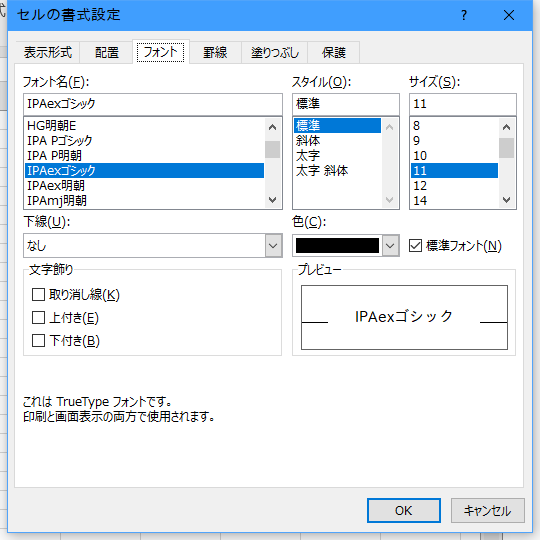 式
セルの書式設定
? ×
表示形式 配置 フォント 罫線 塗りつぶし 保護
フォント名(F): スタイル(O): サイズ(S):
IPAexゴシック 標準 11
HG明朝E 標準 8
IPA Pゴシック 斜体 9
IPA P明朝 太字 10
IPAexゴシック 太字 斜体 11
IPAex明朝 12
IPAmj明朝 14
下線(U): 色(C):
なし 標準フォント(N)
文字飾り プレビュー
取り消し線(K)
上付き(E)
下付き(B)
IPAexゴシック
これは TrueType フォントです。
印刷と画面表示の両方で使用されます。
OK キャンセル